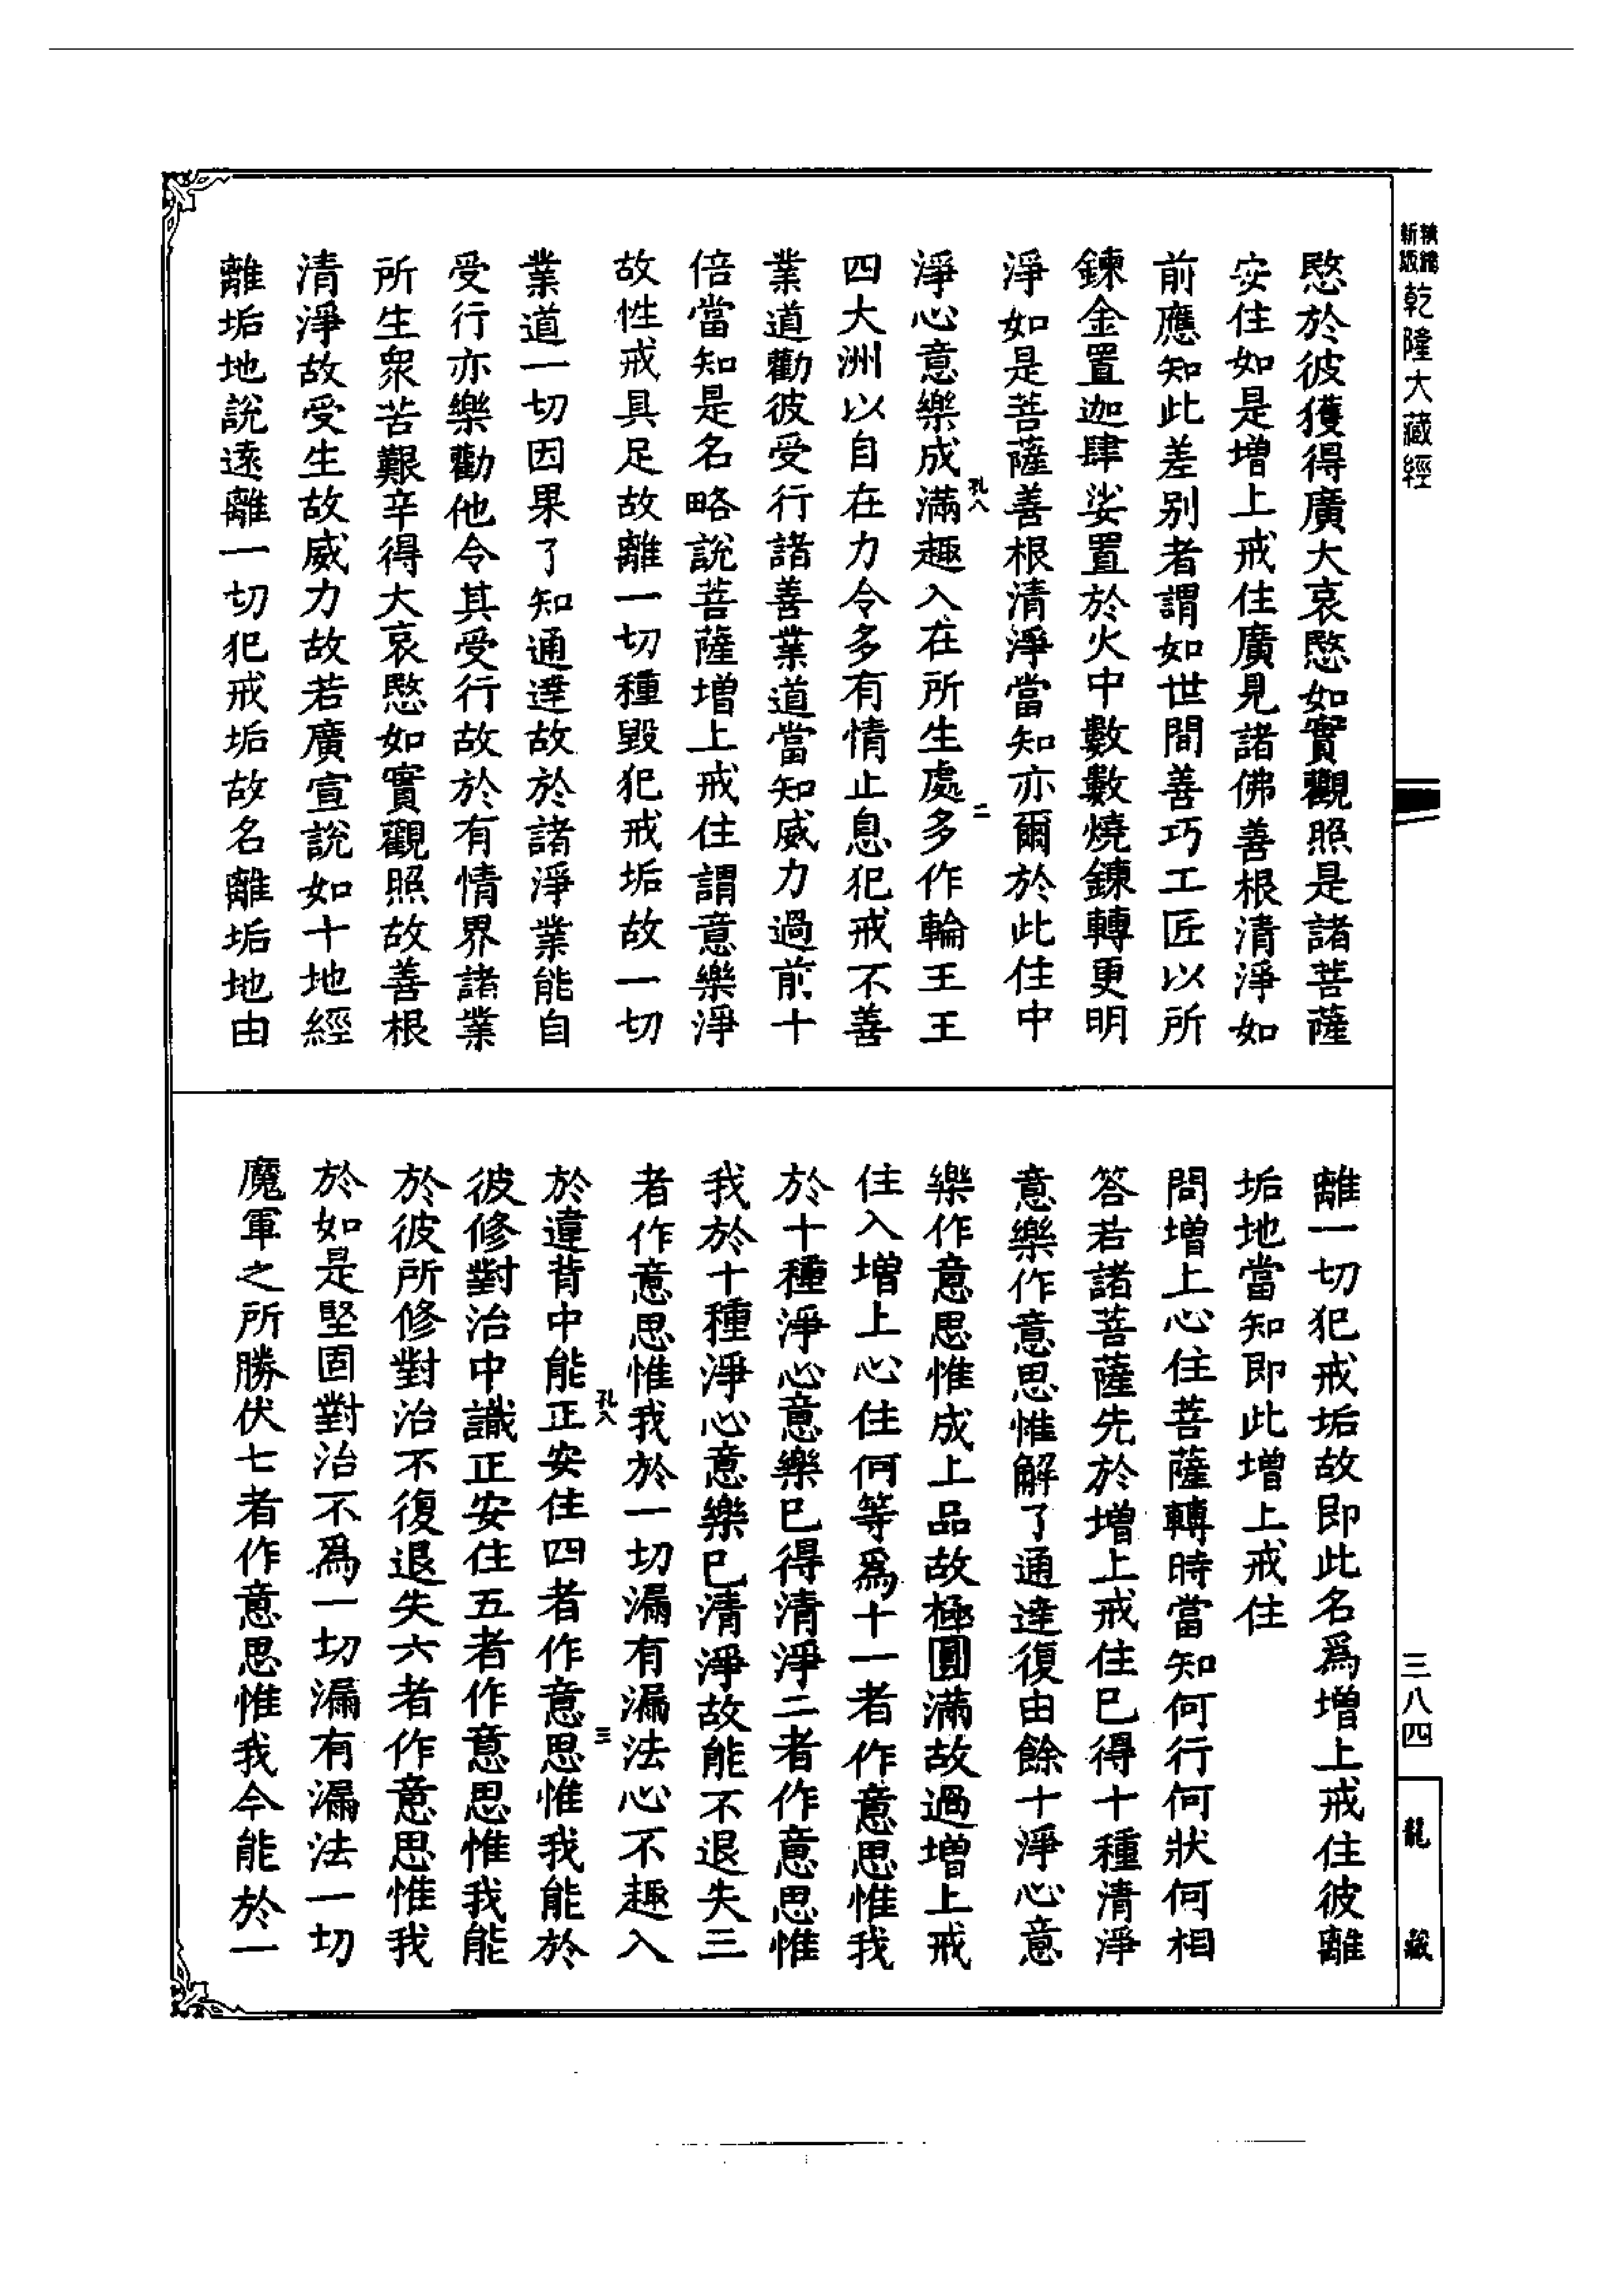 精縮
新版
乾隆大藏經
三八四
龍藏
愍於彼獲得廣大哀愍如實觀照是諸菩薩
安住如是增上戒住廣見諸佛善根清淨如
前應知此差别者謂如世間善巧工匠以所
鍊金置迦肆娑置於火中數數燒鍊轉更明
淨如是菩薩善根清淨當知亦爾於此住中
淨心意樂成滿趣入在所生處多作輪王王
孔八
二
四大洲以自在力令多有情止息犯戒不善
業道勸彼受行諸善業道當知威力過前十
倍當知是名略說菩薩增上戒住謂意樂淨
故性戒具足故離一切種毀犯戒垢故一切
業道一切因果了知通達故於諸淨業能自
受行亦樂勸他令其受行故於有情界諸業
所生衆苦艱辛得大哀愍如實觀照故善根
清淨故受生故威力故若廣宣說如十地經
離垢地說遠離一切犯戒垢故名離垢地由
離一切犯戒垢故即此名爲增上戒住彼離
垢地當知即此增上戒住
問增上心住菩薩轉時當知何行何狀何相
答若諸菩薩先於增上戒住已得十種清淨
意樂作意思惟解了通達復由餘十淨心意
樂作意思惟成上品故極圓滿故過增上戒
住入增上心住何等爲十一者作意思惟我
於十種淨心意樂已得清淨二者作意思惟
我於十種淨心意樂已清淨故能不退失三
者作意思惟我於一切漏有漏法心不趣入
孔八
三
於違背中能正安住四者作意思惟我能於
彼修對治中識正安住五者作意思惟我能
於彼所修對治不復退失六者作意思惟我
於如是堅固對治不爲一切漏有漏法一切
魔軍之所勝伏七者作意思惟我今能於一